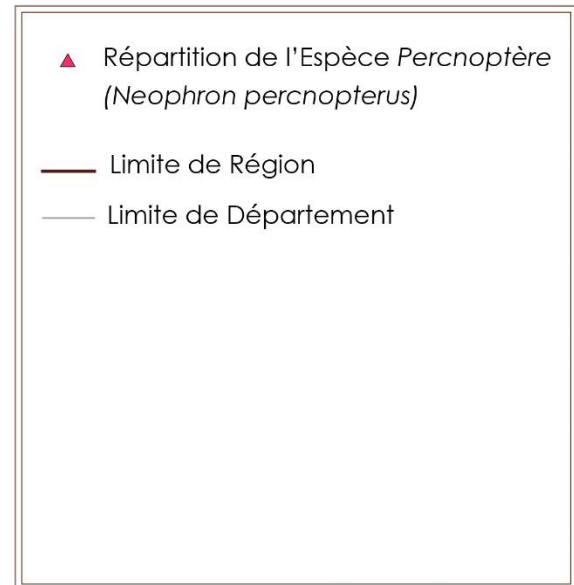 Répartition de l'Espèce Percnoptère
(Neophron percnopterus)
Limite de Région
Limite de Département